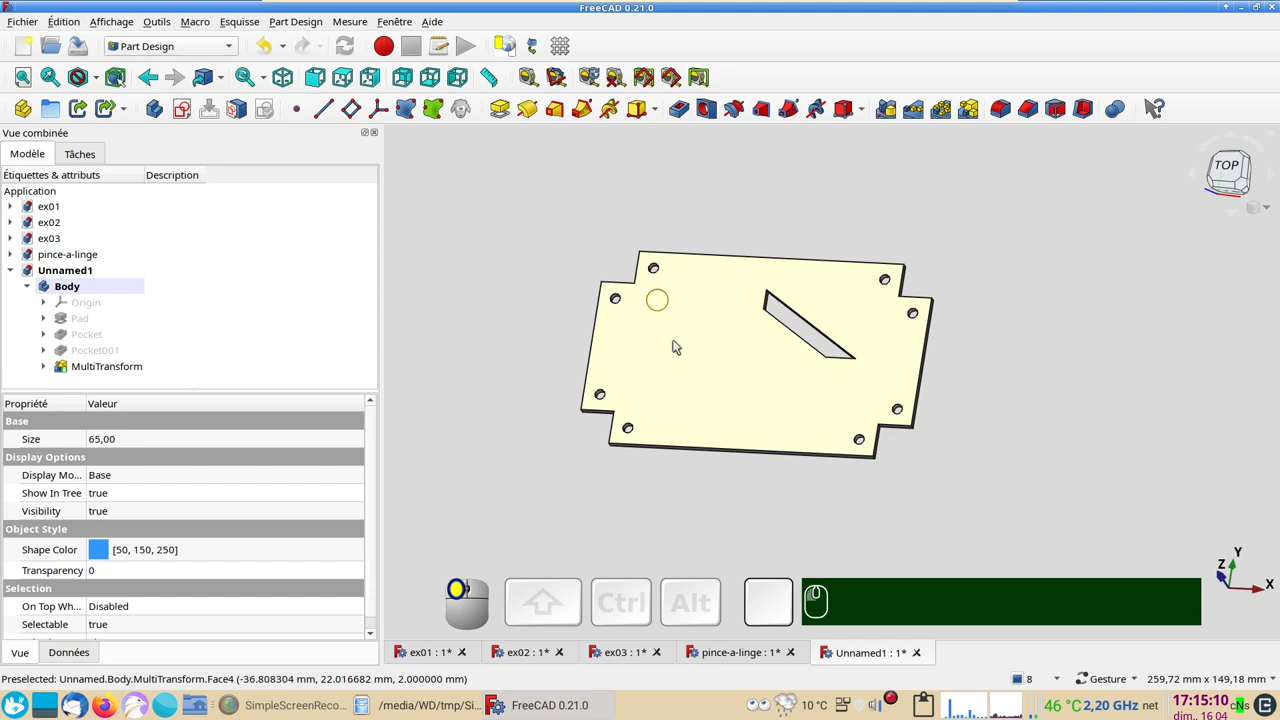 FreeCAD 0.21.0
Fichier Édition Affichage Outils Macro Esquisse Part Design Mesure Fenêtre Aide
Part Design
Vue combinée
Modèle Tâches
Étiquettes & attributs Description
Application
ex01
ex02
ex03
pince-a-linge
Unnamed1
Body
Origin
Pad
Pocket
Pocket001
MultiTransform
Propriété Valeur
Base
Size 65,00
Display Options
Display Mo... Base
Show In Tree true
Visibility true
Object Style
Shape Color [50, 150, 250]
Transparency 0
Selection
On Top Wh... Disabled
Selectable true
Vue Données
TOP
Y
Z
X
Ctrl Alt
ex01 : 1* ex02 : 1* ex03 : 1* pince-a-linge : 1* Unnamed1 : 1*
Preselected: Unnamed.Body.MultiTransform.Face4 (-36.808304 mm, 22.016682 mm, 2.000000 mm) 8 Gesture 259,72 mm x 149,18 mm
SimpleScreenReco... /media/WD/tmp/Si... FreeCAD 0.21.0 10 °C 46 °C 2,20 GHz net 17:15:10
dim., 16.04